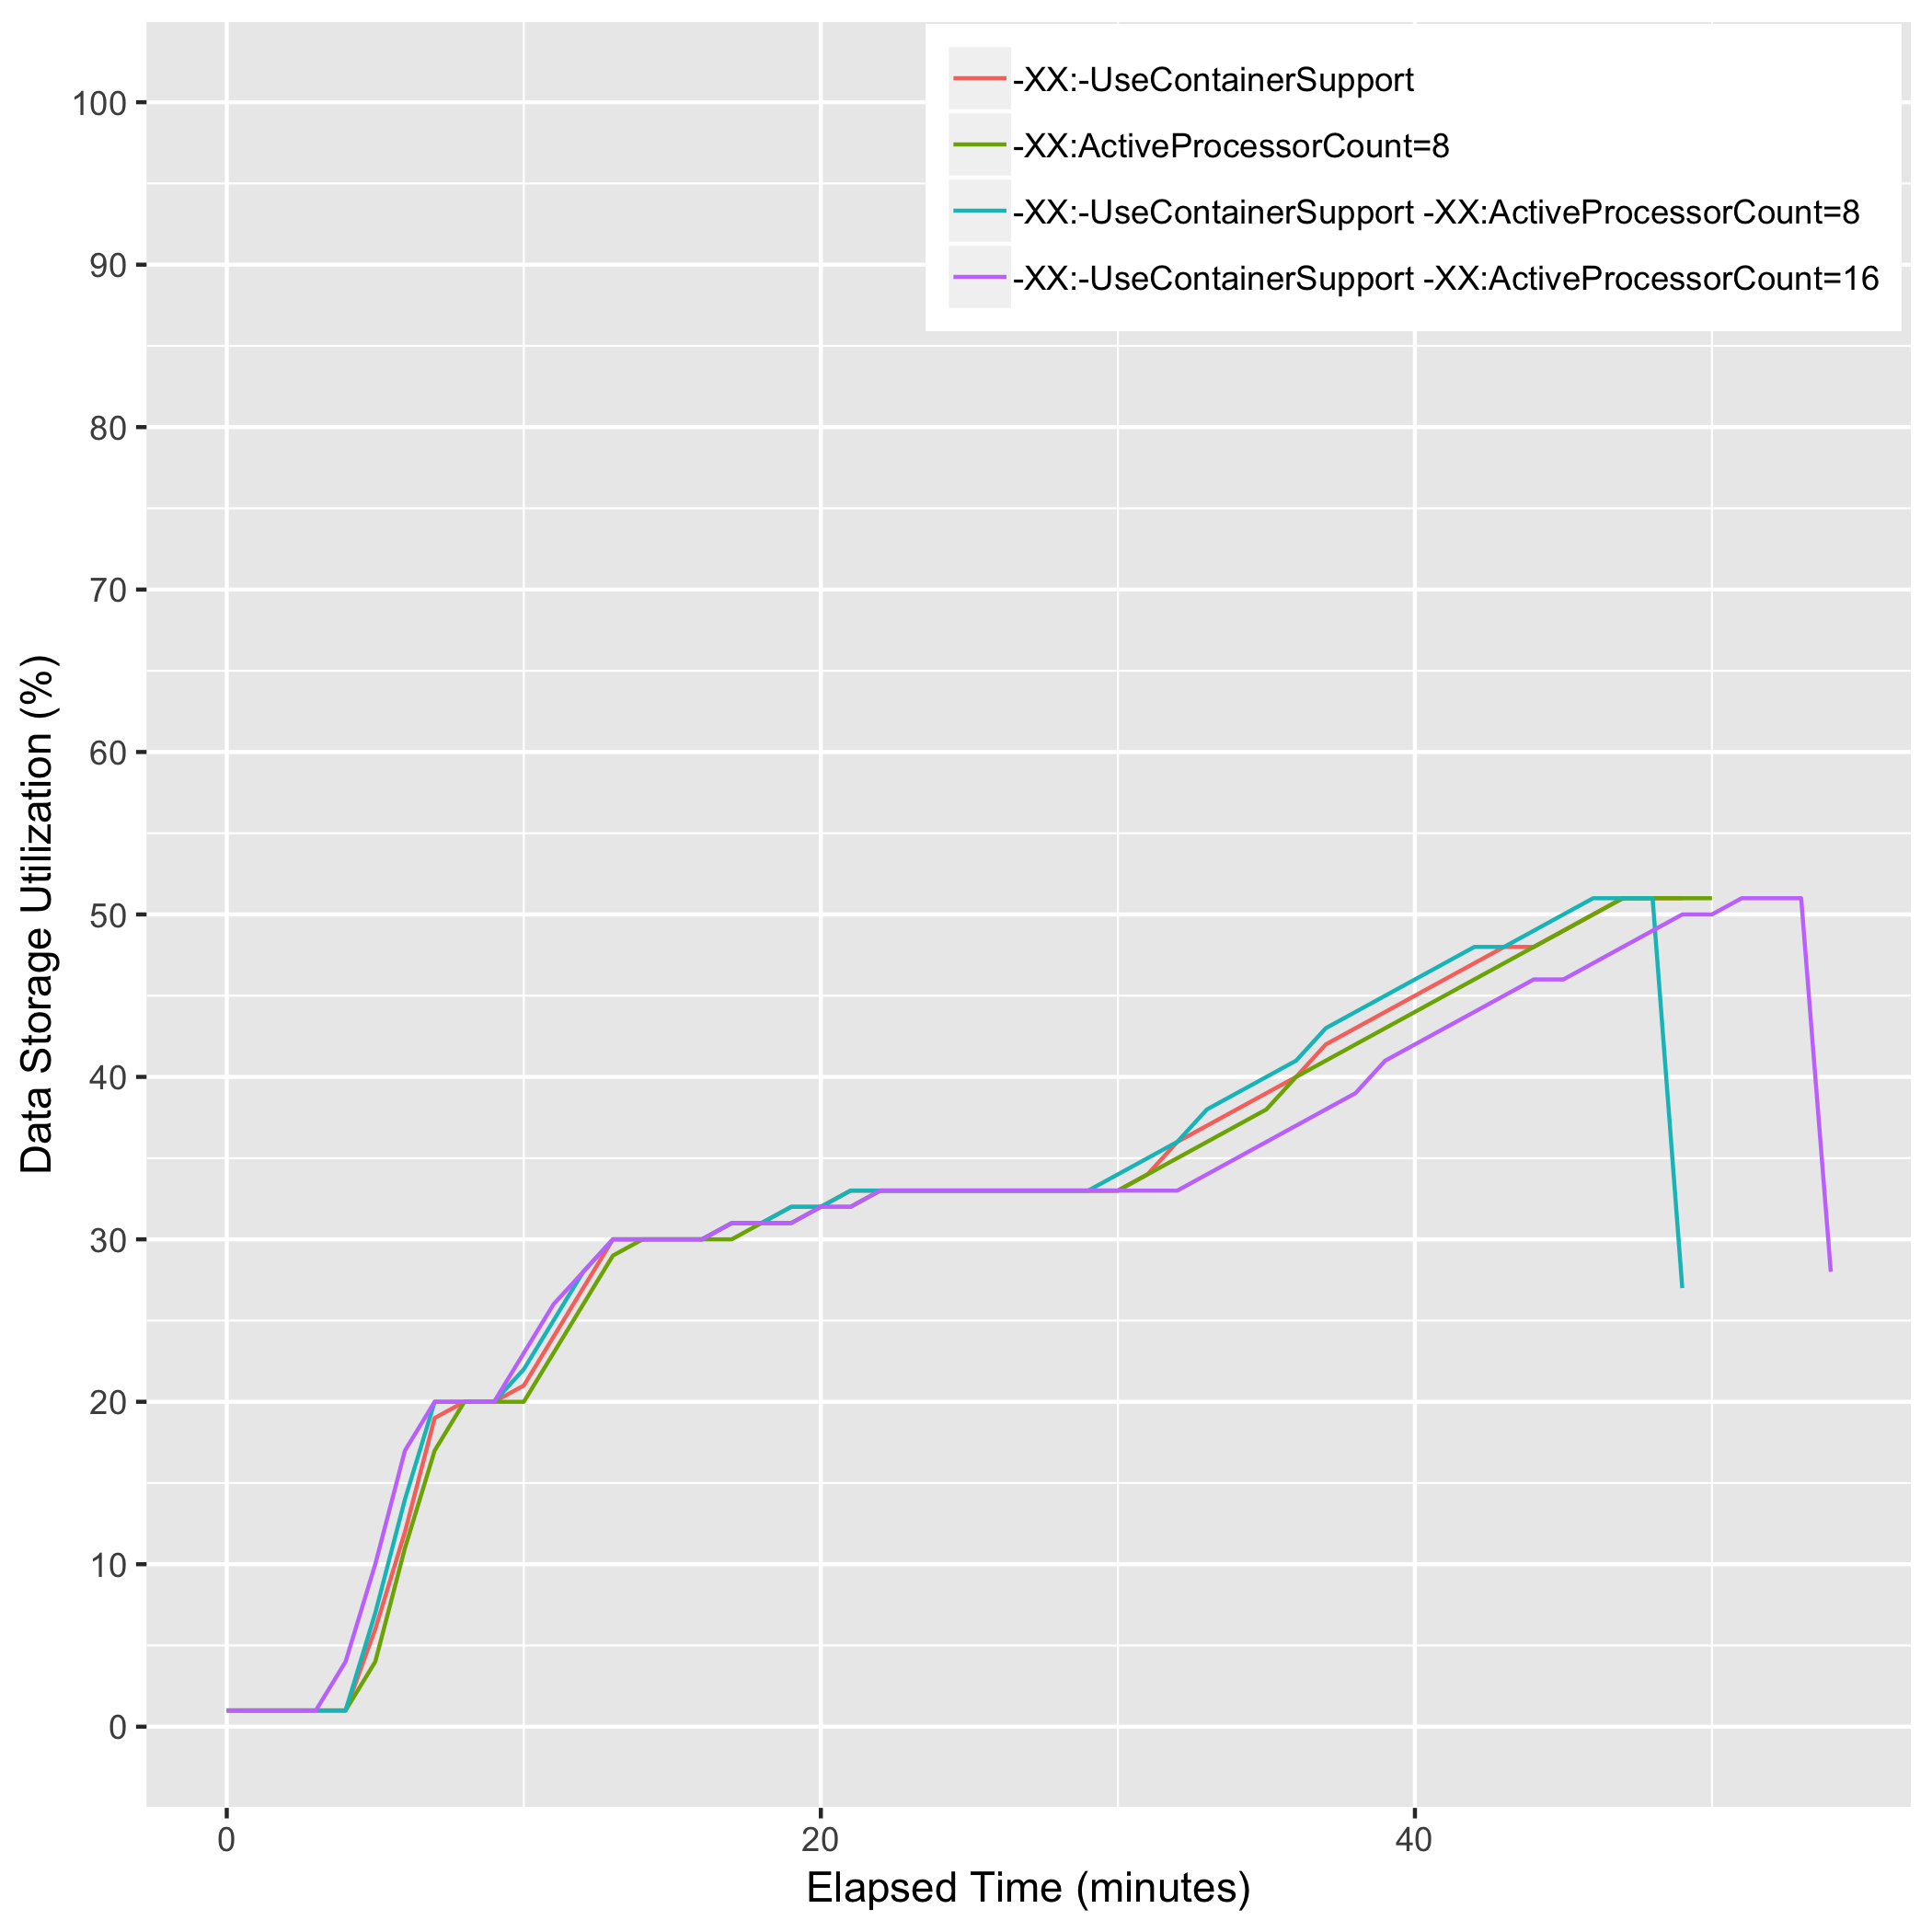 -XX:-UseContainerSupport
-XX:ActiveProcessorCount=8
-XX:-UseContainerSupport -XX:ActiveProcessorCount=8
-XX:-UseContainerSupport -XX:ActiveProcessorCount=16
100
90
80
70
60
50
40
30
20
10
0
Data Storage Utilization (%)
0
20
40
Elapsed Time (minutes)